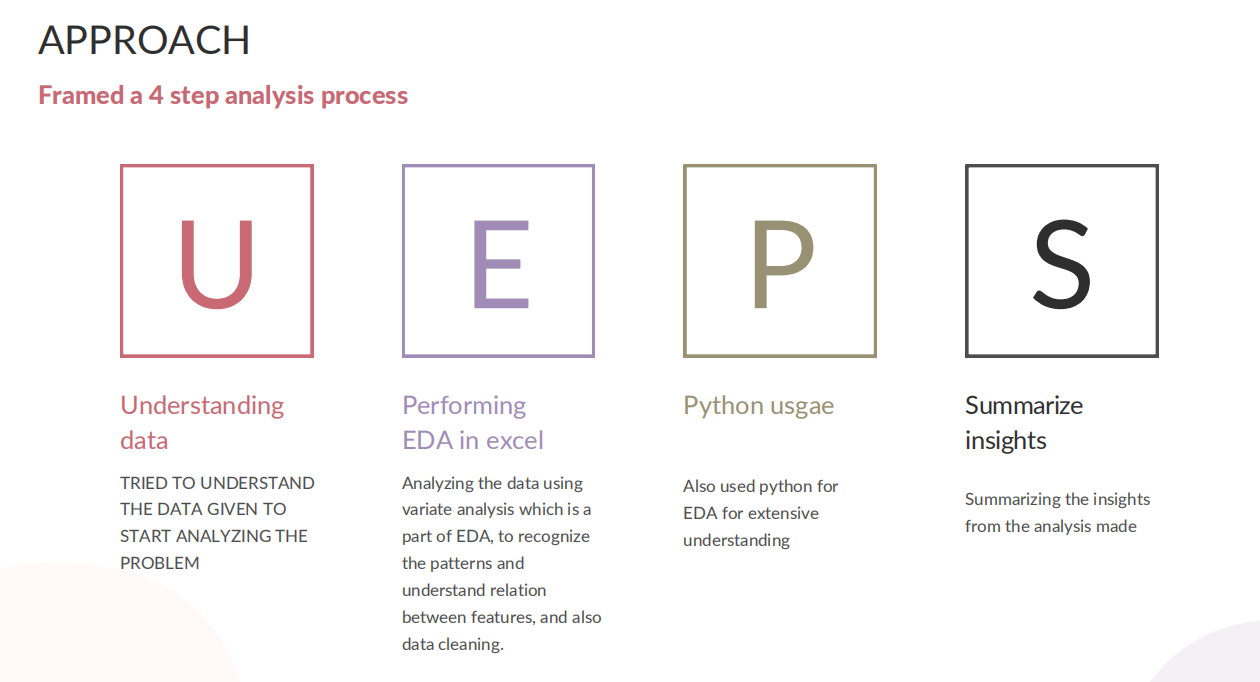 APPROACH
Framed a 4 step analysis process
U
Understanding
data
TRIED TO UNDERSTAND
THE DATA GIVEN TO
START ANALYZING THE
PROBLEM
E
Performing
EDA in excel
Analyzing the data using
variate analysis which is a
part of EDA, to recognize
the patterns and
understand relation
between features, and also
data cleaning.
P
Python usgae
Also used python for
EDA for extensive
understanding
S
Summarize
insights
Summarizing the insights
from the analysis made